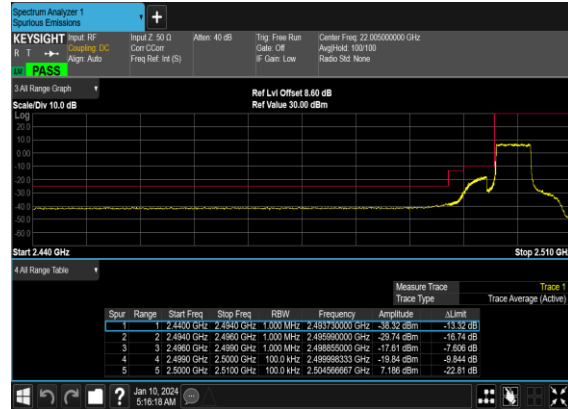 Spectrum Analyzer 1
Spurious Emissions
KEYSIGHT
R T
LXI PASS
Input: RF
Coupling: DC
Align: Auto
Input Z: 50 Ω
Corr CCorr
Freq Ref: Int (S)
Atten: 40 dB
Trig: Free Run
Gate: Off
IF Gain: Low
Center Freq: 22.005000000 GHz
Avg|Hold: 100/100
Radio Std: None
3 All Range Graph
Scale/Div 10.0 dB
Ref Lvl Offset 8.60 dB
Ref Value 30.00 dBm
Log
20.0
10.0
0.00
-10.0
-20.0
-30.0
-40.0
-50.0
-60.0
Start 2.440 GHz
Stop 2.510 GHz
4 All Range Table
Measure Trace Trace 1
Trace Type Trace Average (Active)
Spur Range Start Freq Stop Freq RBW Frequency Amplitude ΔLimit
1 1 2.4400 GHz 2.4940 GHz 1.000 MHz 2.493730000 GHz -38.32 dBm -13.32 dB
2 2 2.4940 GHz 2.4960 GHz 1.000 MHz 2.495990000 GHz -29.74 dBm -16.74 dB
3 3 2.4960 GHz 2.4990 GHz 1.000 MHz 2.498855000 GHz -17.61 dBm -7.606 dB
4 4 2.4990 GHz 2.5000 GHz 100.0 kHz 2.499998333 GHz -19.84 dBm -9.844 dB
5 5 2.5000 GHz 2.5100 GHz 100.0 kHz 2.504566667 GHz 7.186 dBm -22.81 dB
?
Jan 10, 2024
5:16:18 AM